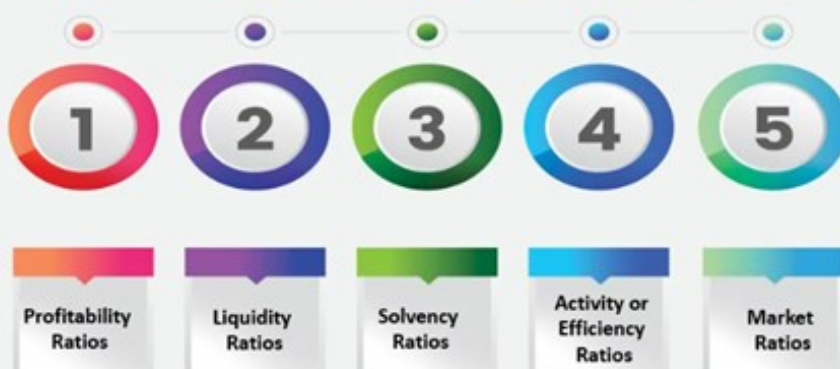 1
2
3
4
5
Profitability
Ratios
Liquidity
Ratios
Solvency
Ratios
Activity or
Efficiency
Ratios
Market
Ratios